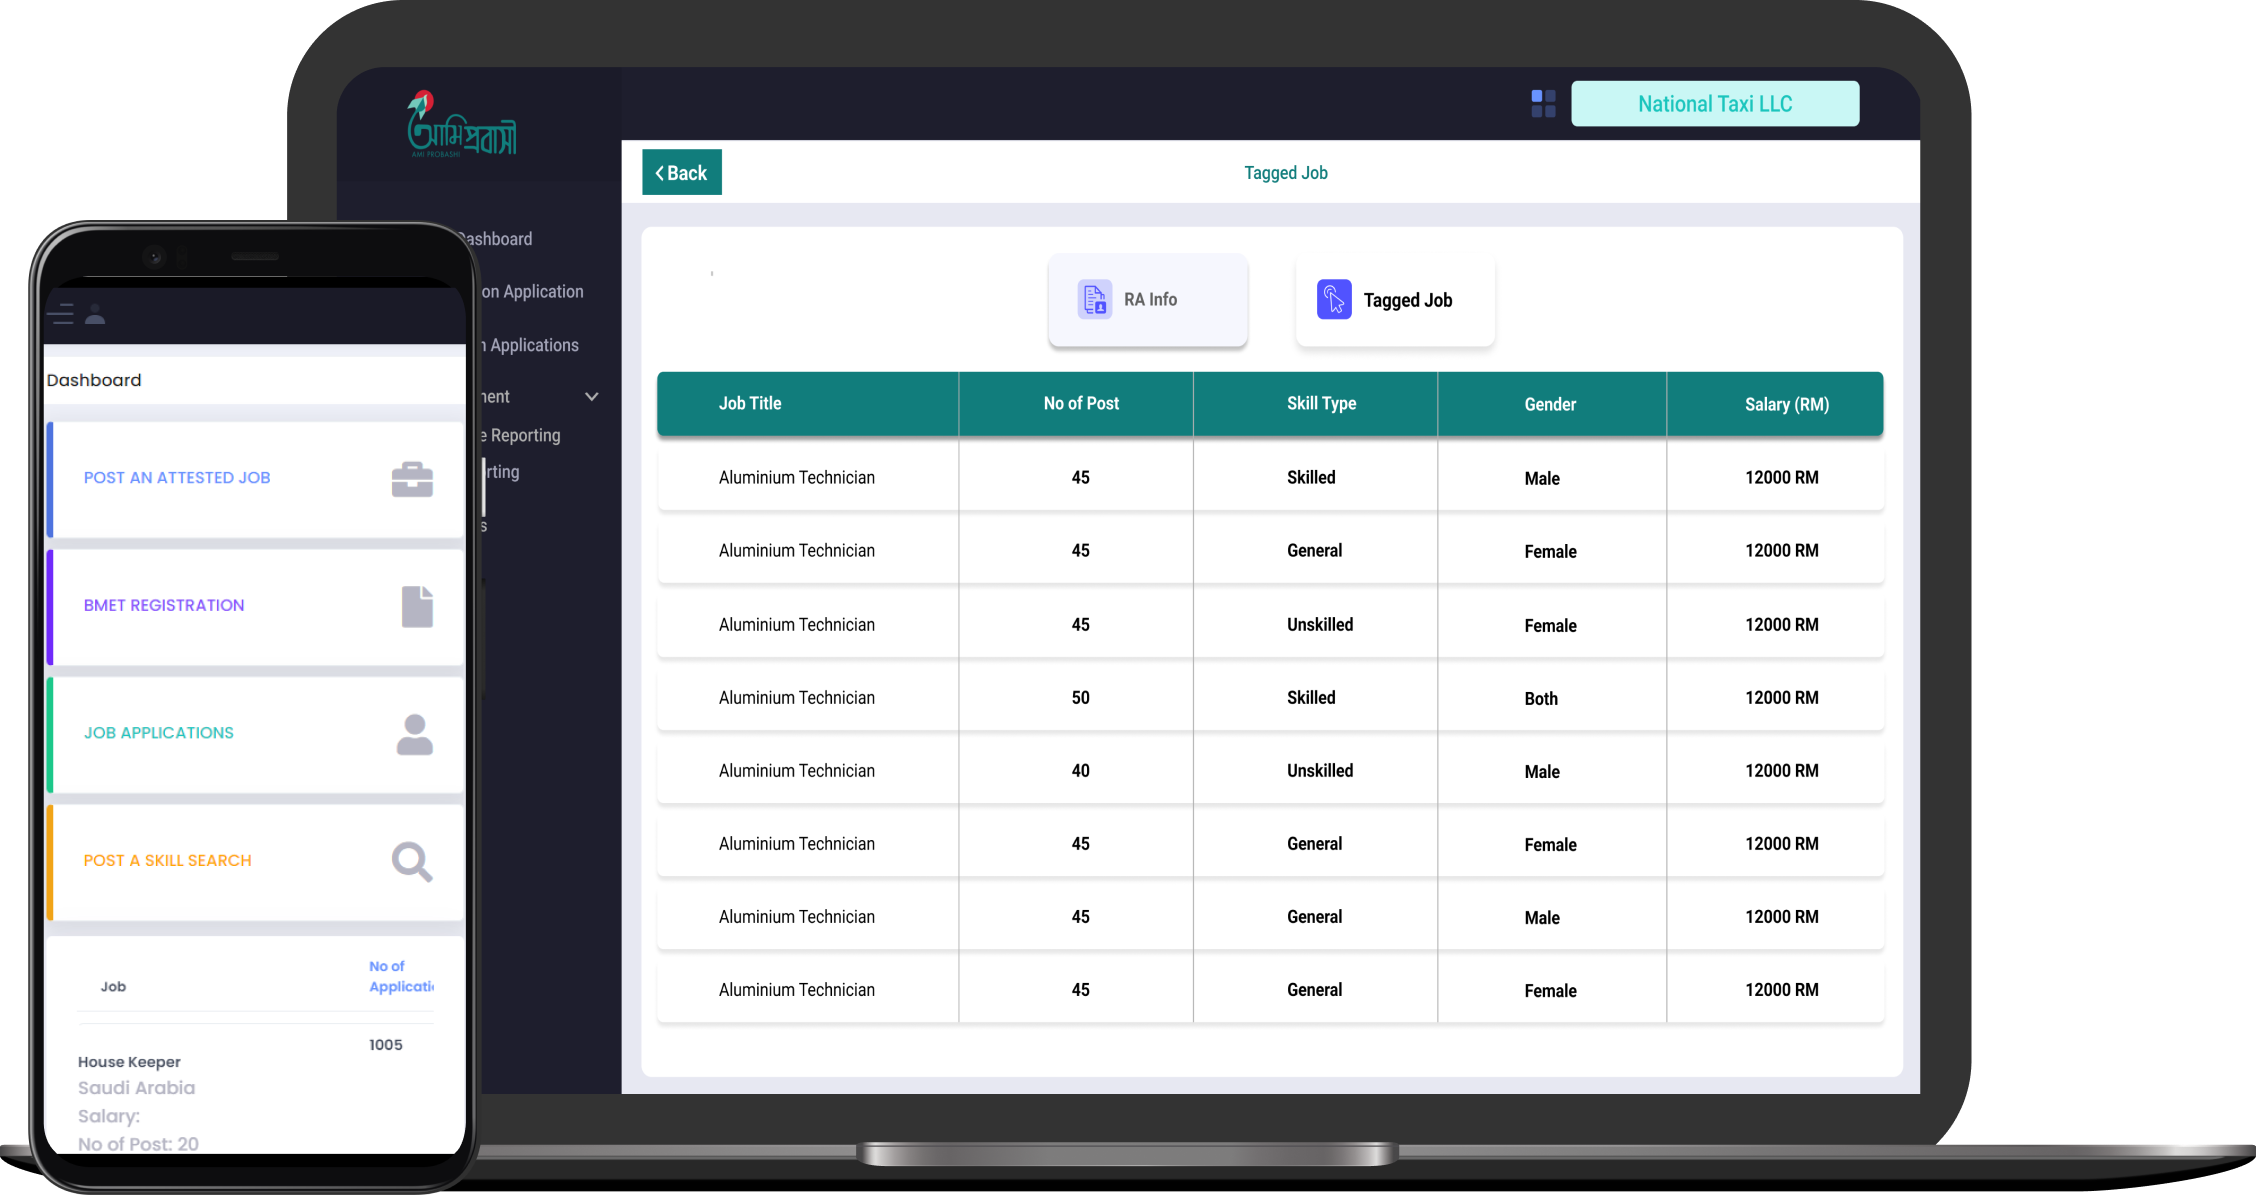 আমি প্রবাসী
AMI PROBASHI
National Taxi LLC
Back
Tagged Job
Dashboard
on Application
Applications
Reporting
RA Info
Tagged Job
Job Title No of Post Skill Type Gender Salary (RM)
Aluminium Technician 45 Skilled Male 12000 RM
Aluminium Technician 45 General Female 12000 RM
Aluminium Technician 45 Unskilled Female 12000 RM
Aluminium Technician 50 Skilled Both 12000 RM
Aluminium Technician 40 Unskilled Male 12000 RM
Aluminium Technician 45 General Female 12000 RM
Aluminium Technician 45 General Male 12000 RM
Aluminium Technician 45 General Female 12000 RM
Dashboard
POST AN ATTESTED JOB
BMET REGISTRATION
JOB APPLICATIONS
POST A SKILL SEARCH
Job
No of
Applicati
1005
House Keeper
Saudi Arabia
Salary:
No of Post: 20